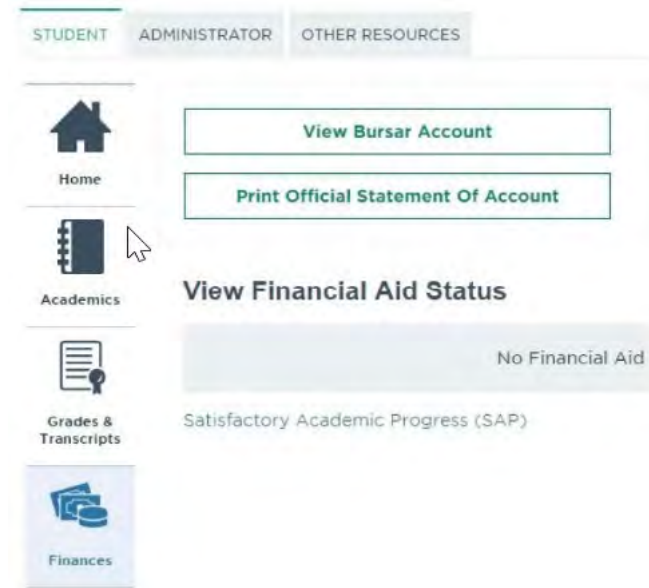 STUDENT
ADMINISTRATOR
OTHER RESOURCES
Home
Academics
Grades &
Transcripts
Finances
View Bursar Account
Print Official Statement Of Account
View Financial Aid Status
No Financial Aid
Satisfactory Academic Progress (SAP)